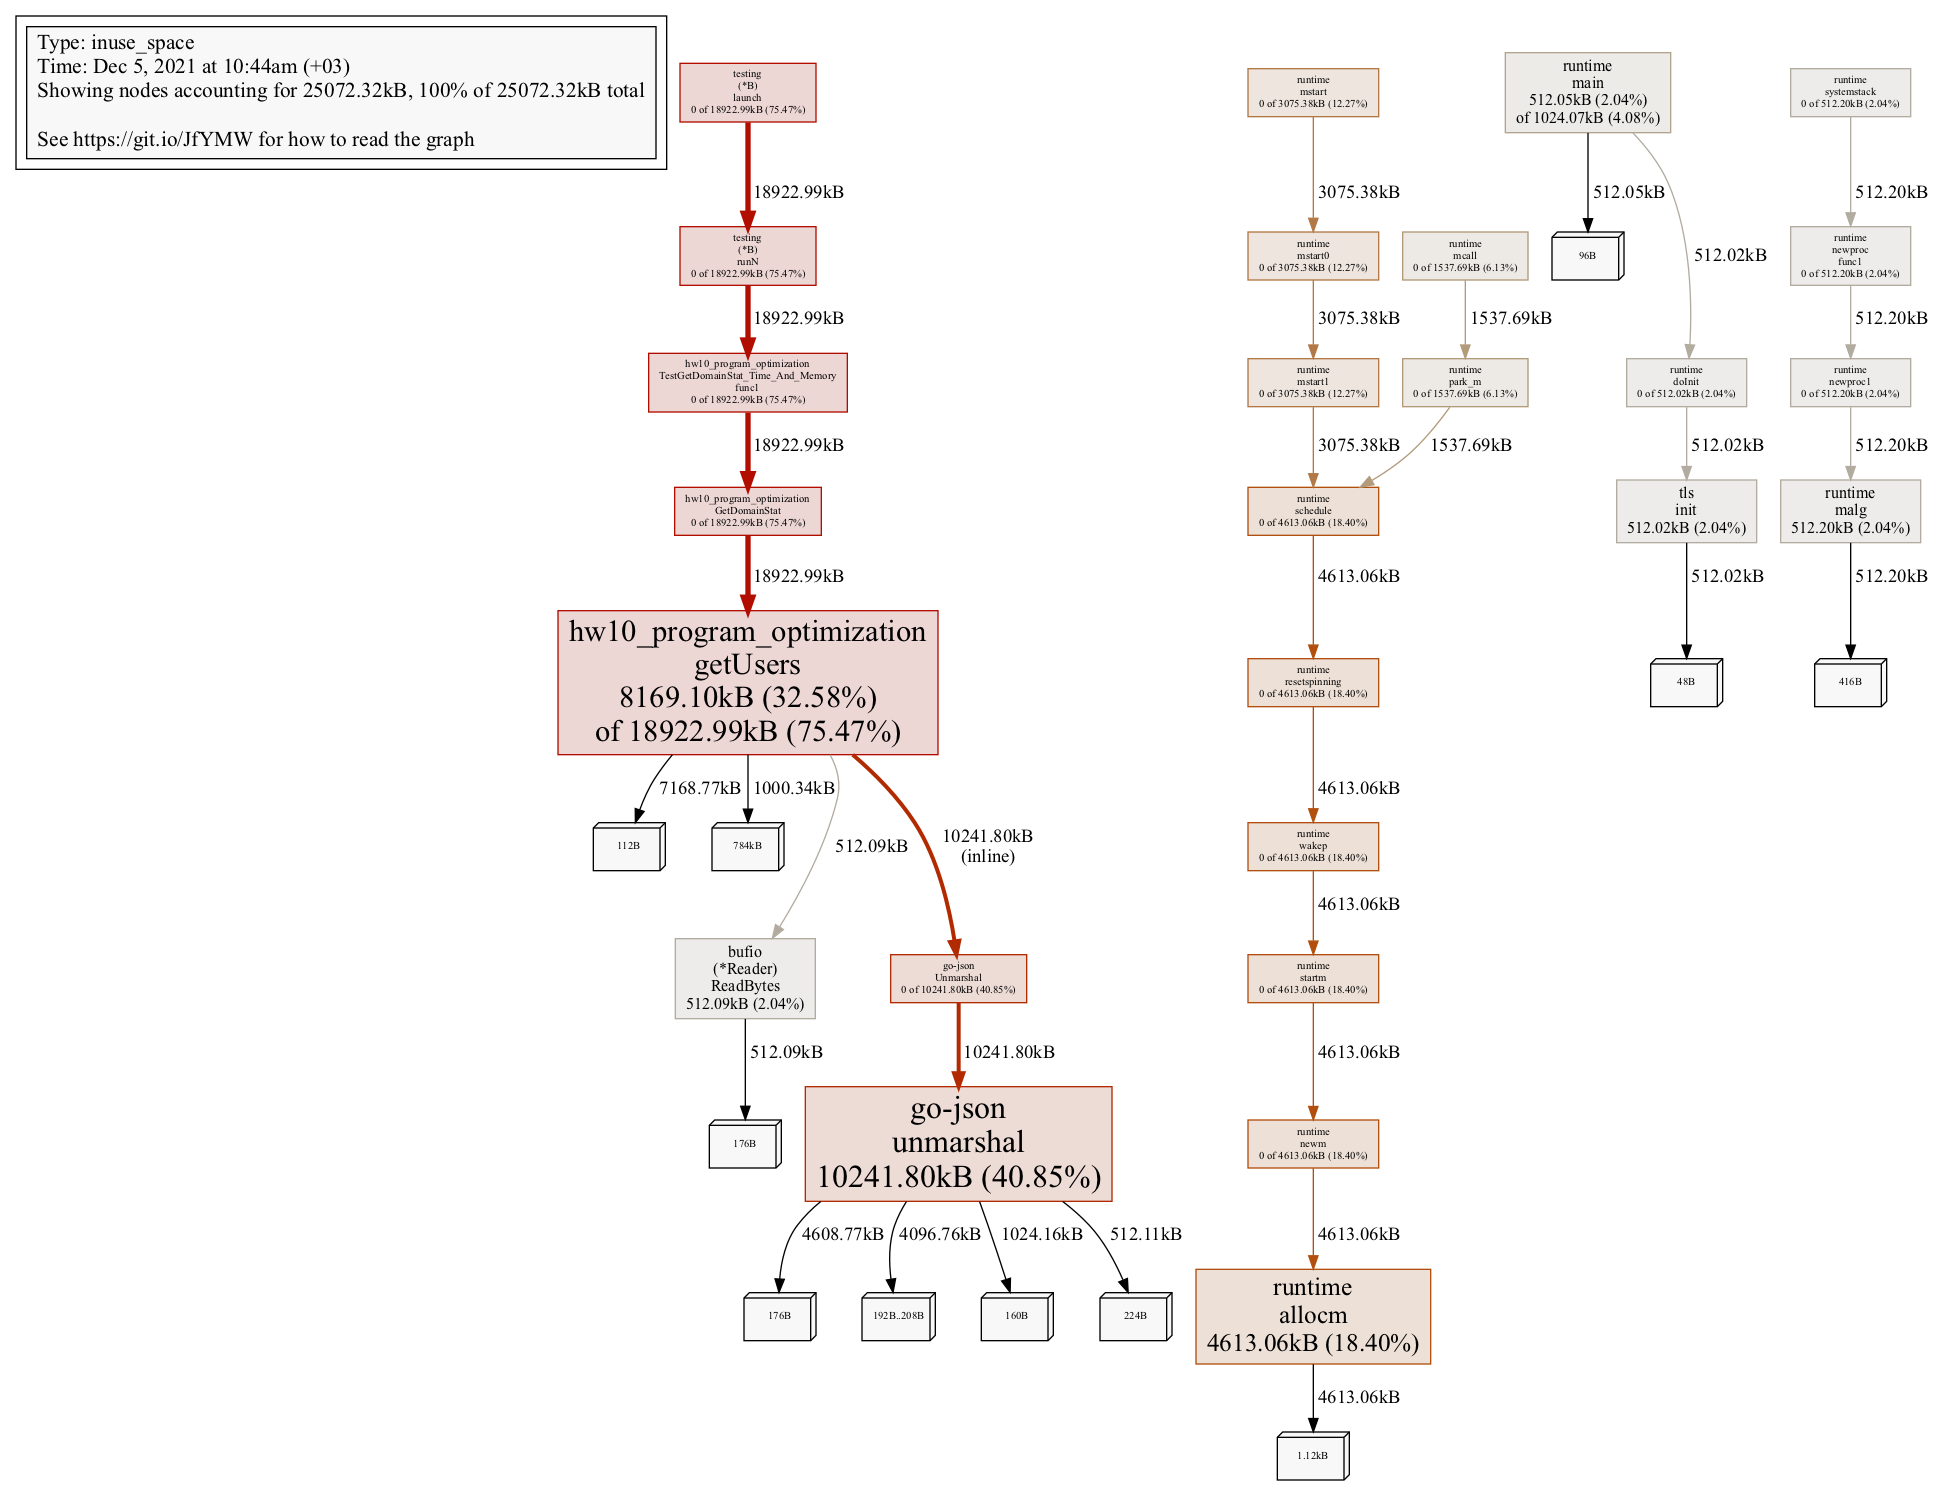 Type: inuse_space
Time: Dec 5, 2021 at 10:44am (+03)
Showing nodes accounting for 25072.32kB, 100% of 25072.32kB total
See https://git.io/JfYMW for how to read the graph
testing
(*B)
launch
0 of 18922.99kB (75.47%)
18922.99kB
testing
(*B)
runN
0 of 18922.99kB (75.47%)
18922.99kB
hw10_program_optimization
TestGetDomainStat_Time_And_Memory
func1
0 of 18922.99kB (75.47%)
18922.99kB
hw10_program_optimization
GetDomainStat
0 of 18922.99kB (75.47%)
18922.99kB
hw10_program_optimization
getUsers
8169.10kB (32.58%)
of 18922.99kB (75.47%)
7168.77kB
1000.34kB
512.09kB
10241.80kB
(inline)
112B
784kB
bufio
(*Reader)
ReadBytes
512.09kB (2.04%)
512.09kB
176B
go-json
Unmarshal
0 of 10241.80kB (40.85%)
10241.80kB
go-json
unmarshal
10241.80kB (40.85%)
4608.77kB
4096.76kB
1024.16kB
512.11kB
176B
192B..208B
160B
224B
runtime
mstart
0 of 3075.38kB (12.27%)
3075.38kB
runtime
mstart0
0 of 3075.38kB (12.27%)
3075.38kB
runtime
mstart1
0 of 3075.38kB (12.27%)
3075.38kB
runtime
mcall
0 of 1537.69kB (6.13%)
1537.69kB
runtime
park_m
0 of 1537.69kB (6.13%)
1537.69kB
runtime
schedule
0 of 4613.06kB (18.40%)
4613.06kB
runtime
resetspinning
0 of 4613.06kB (18.40%)
4613.06kB
runtime
wakep
0 of 4613.06kB (18.40%)
4613.06kB
runtime
startm
0 of 4613.06kB (18.40%)
4613.06kB
runtime
newm
0 of 4613.06kB (18.40%)
4613.06kB
runtime
allocm
4613.06kB (18.40%)
4613.06kB
1.12kB
runtime
main
512.05kB (2.04%)
of 1024.07kB (4.08%)
512.05kB
96B
512.02kB
runtime
doInit
0 of 512.02kB (2.04%)
512.02kB
tls
init
512.02kB (2.04%)
512.02kB
48B
runtime
systemstack
0 of 512.20kB (2.04%)
512.20kB
runtime
newproc
func1
0 of 512.20kB (2.04%)
512.20kB
runtime
newproc1
0 of 512.20kB (2.04%)
512.20kB
runtime
malg
512.20kB (2.04%)
512.20kB
416B